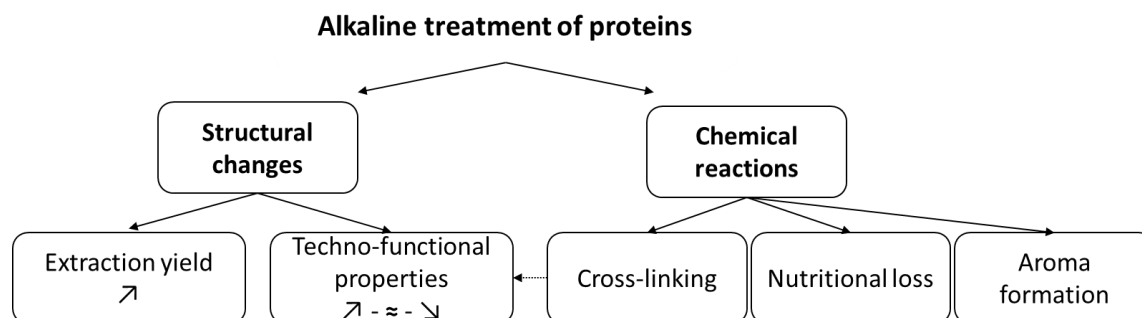 Alkaline treatment of proteins
Structural
changes
Chemical
reactions
Extraction yield
↗
Techno-functional
properties
↗ - ≈ - ↘
Cross-linking
Nutritional loss
Aroma
formation